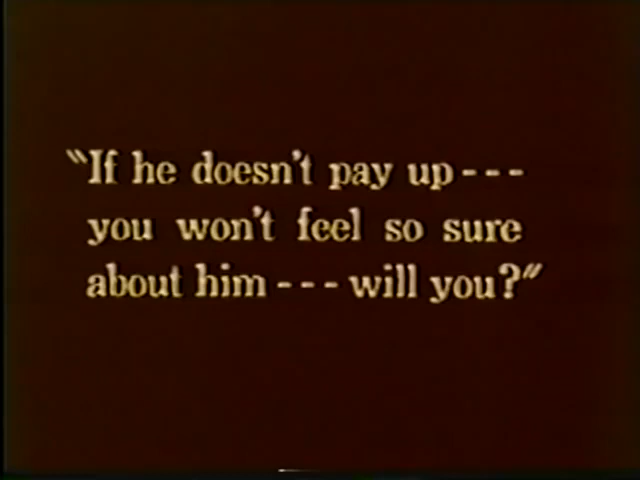 "If he doesn't pay up---
you won't feel so sure
about him---will you?"